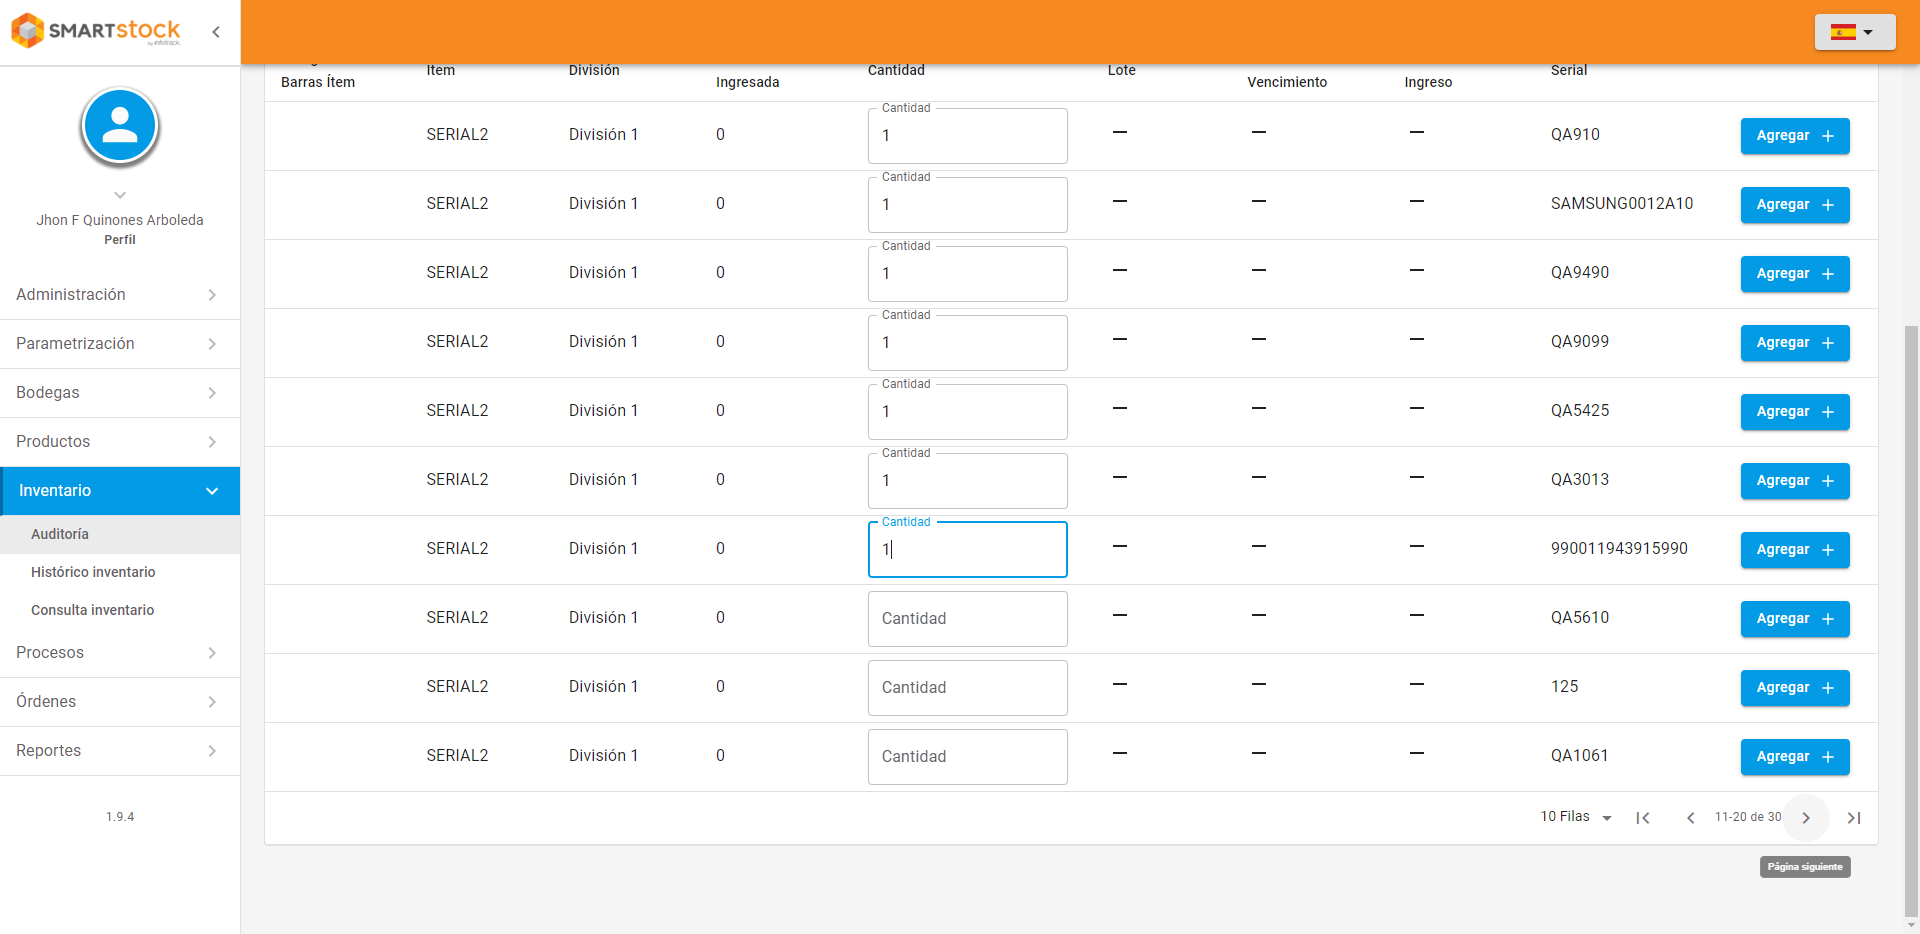 SMARTSTOCK
by infotrack
Jhon F Quinones Arboleda
Perfil
Administración
Parametrización
Bodegas
Productos
Inventario
Auditoría
Histórico inventario
Consulta inventario
Procesos
Órdenes
Reportes
1.9.4
Barras Ítem Item División Ingresada Cantidad Lote Vencimiento Ingreso Serial
Cantidad
SERIAL2 División 1 0 1 — — — QA910 Agregar +
Cantidad
SERIAL2 División 1 0 1 — — — SAMSUNG0012A10 Agregar +
Cantidad
SERIAL2 División 1 0 1 — — — QA9490 Agregar +
Cantidad
SERIAL2 División 1 0 1 — — — QA9099 Agregar +
Cantidad
SERIAL2 División 1 0 1 — — — QA5425 Agregar +
Cantidad
SERIAL2 División 1 0 1 — — — QA3013 Agregar +
Cantidad
SERIAL2 División 1 0 1 — — — 990011943915990 Agregar +
SERIAL2 División 1 0 Cantidad — — — QA5610 Agregar +
SERIAL2 División 1 0 Cantidad — — — 125 Agregar +
SERIAL2 División 1 0 Cantidad — — — QA1061 Agregar +
10 Filas 11-20 de 30
Página siguiente